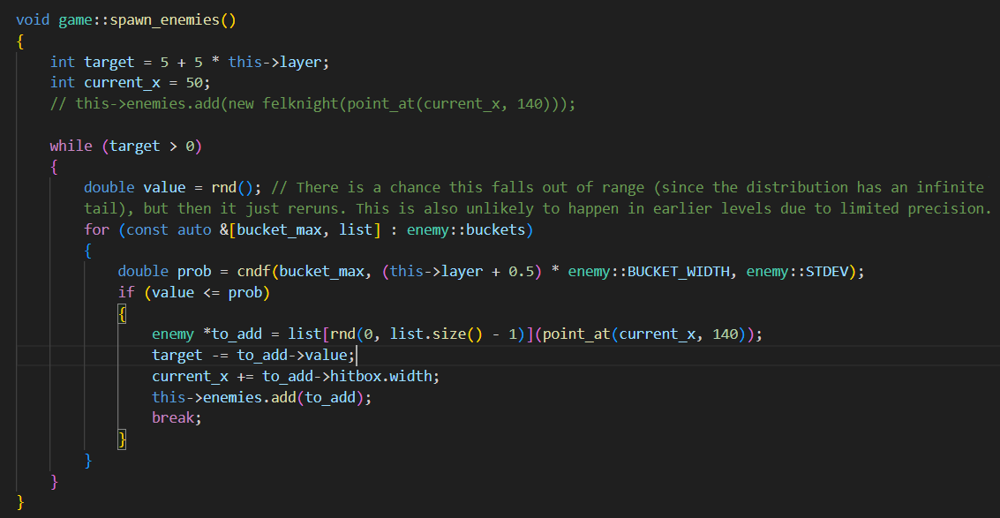 void game::spawn_enemies()
{
    int target = 5 + 5 * this->layer;
    int current_x = 50;
    // this->enemies.add(new felknight(point_at(current_x, 140)));

    while (target > 0)
    {
        double value = rnd(); // There is a chance this falls out of range (since the distribution has an infinite
        tail), but then it just reruns. This is also unlikely to happen in earlier levels due to limited precision.
        for (const auto &[bucket_max, list] : enemy::buckets)
        {
            double prob = cndf(bucket_max, (this->layer + 0.5) * enemy::BUCKET_WIDTH, enemy::STDEV);
            if (value <= prob)
            {
                enemy *to_add = list[rnd(0, list.size() - 1)](point_at(current_x, 140));
                target -= to_add->value;
                current_x += to_add->hitbox.width;
                this->enemies.add(to_add);
                break;
            }
        }
    }
}